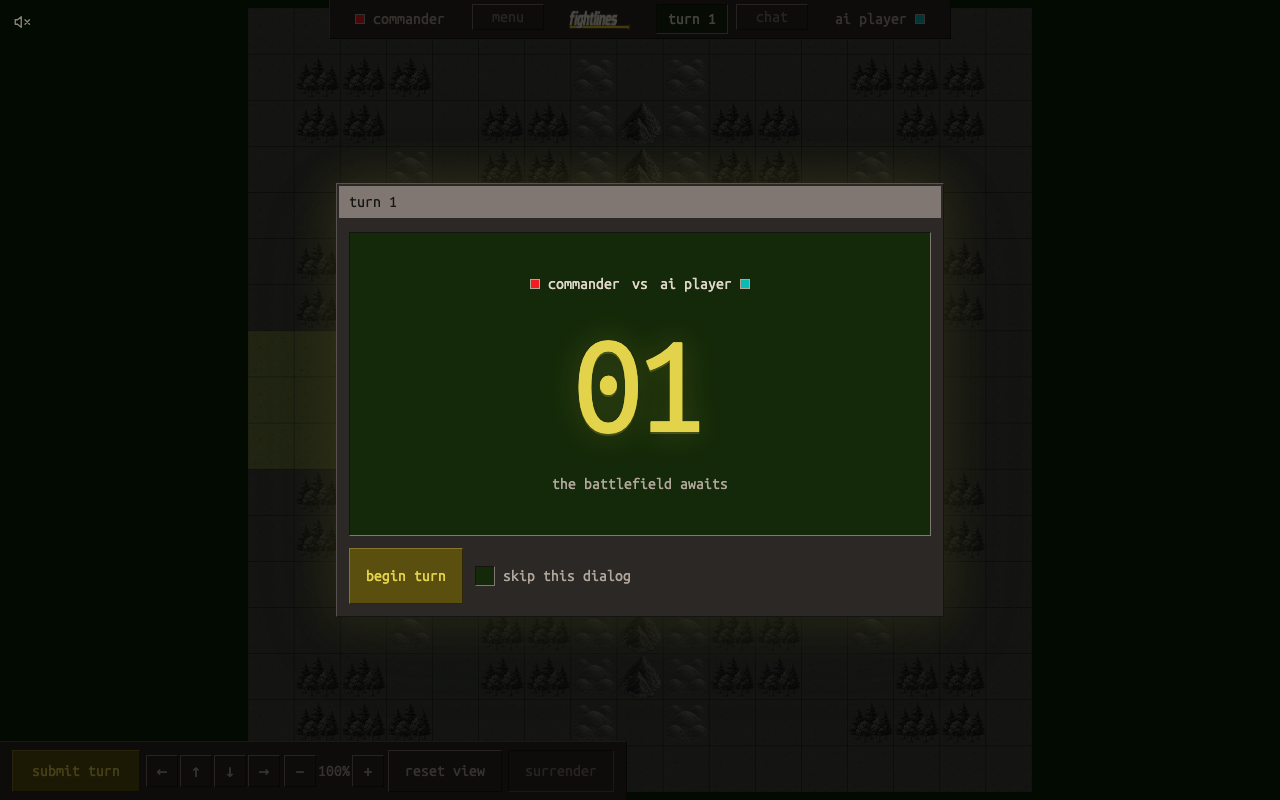 commander menu fightlines turn 1 chat ai player
turn 1
commander vs ai player
01
the battlefield awaits
begin turn skip this dialog
submit turn ← ↑ ↓ → − 100% + reset view surrender